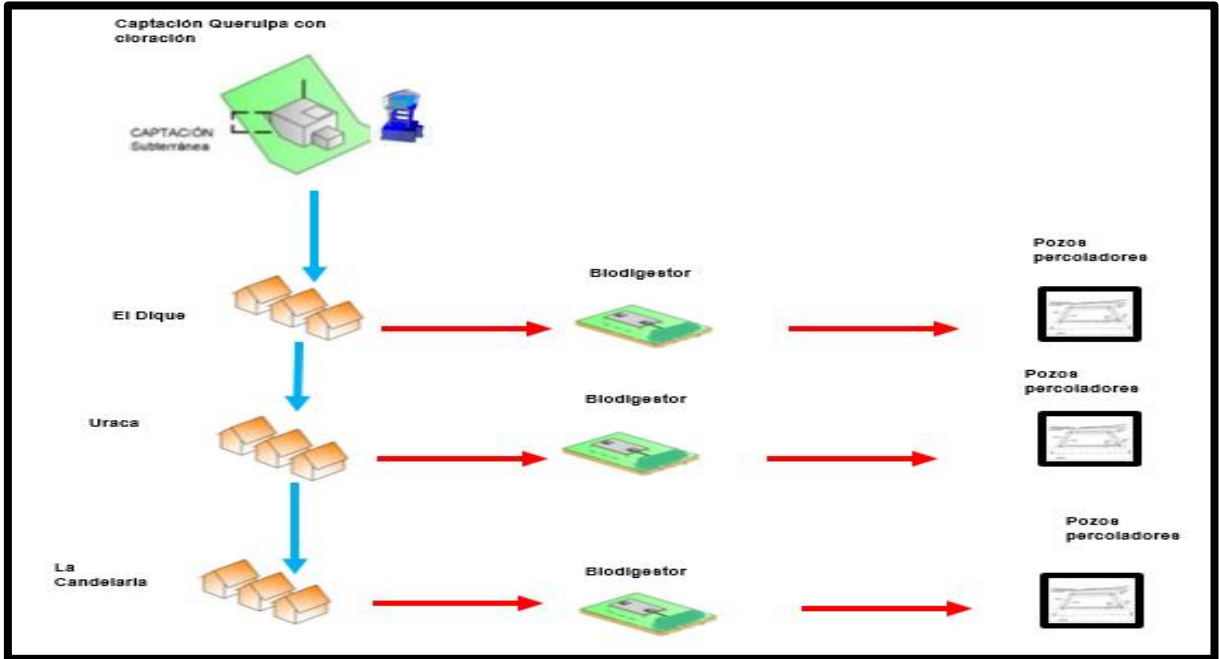 Captación Querulpa con
cloración
CAPTACIÓN
Subterránea
Pozos
percoladores
Biodigestor
El Dique
Pozos
percoladores
Biodigestor
Uraca
Pozos
percoladores
La
Candelaria
Biodigestor